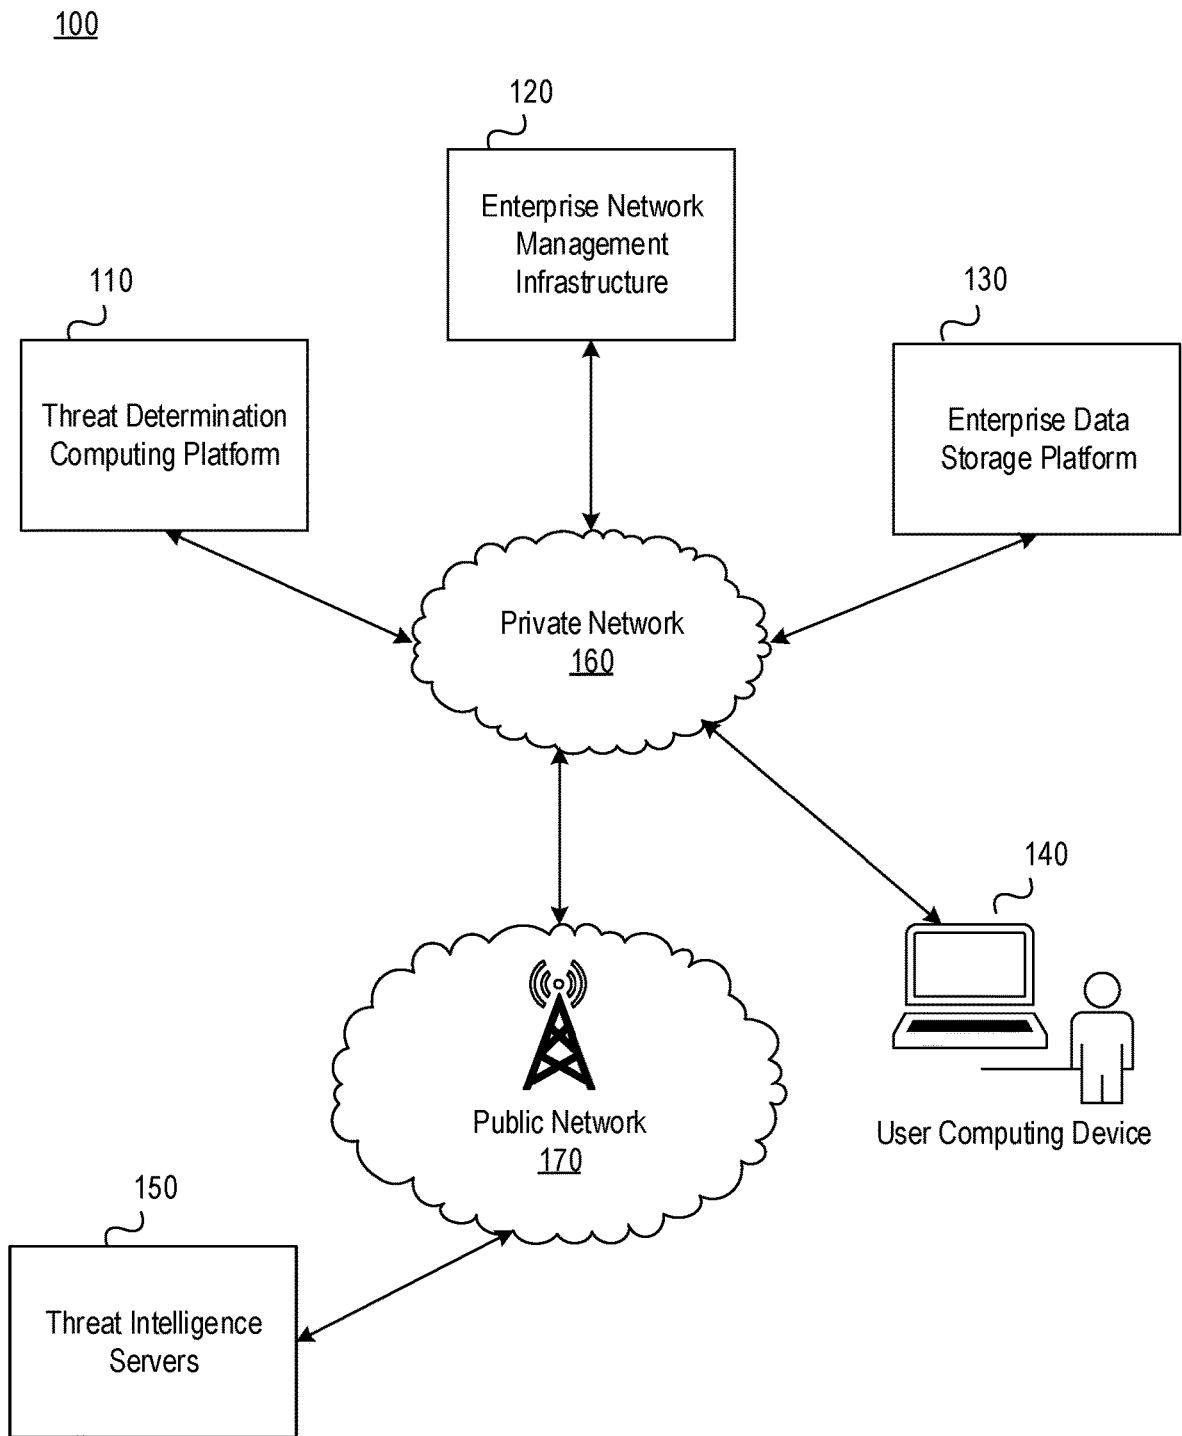 100
120
Enterprise Network
Management
Infrastructure
110
Threat Determination
Computing Platform
130
Enterprise Data
Storage Platform
Private Network
160
140
User Computing Device
Public Network
170
150
Threat Intelligence
Servers